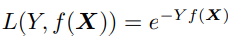 L(Y, f(X)) = e^{-Yf(X)}